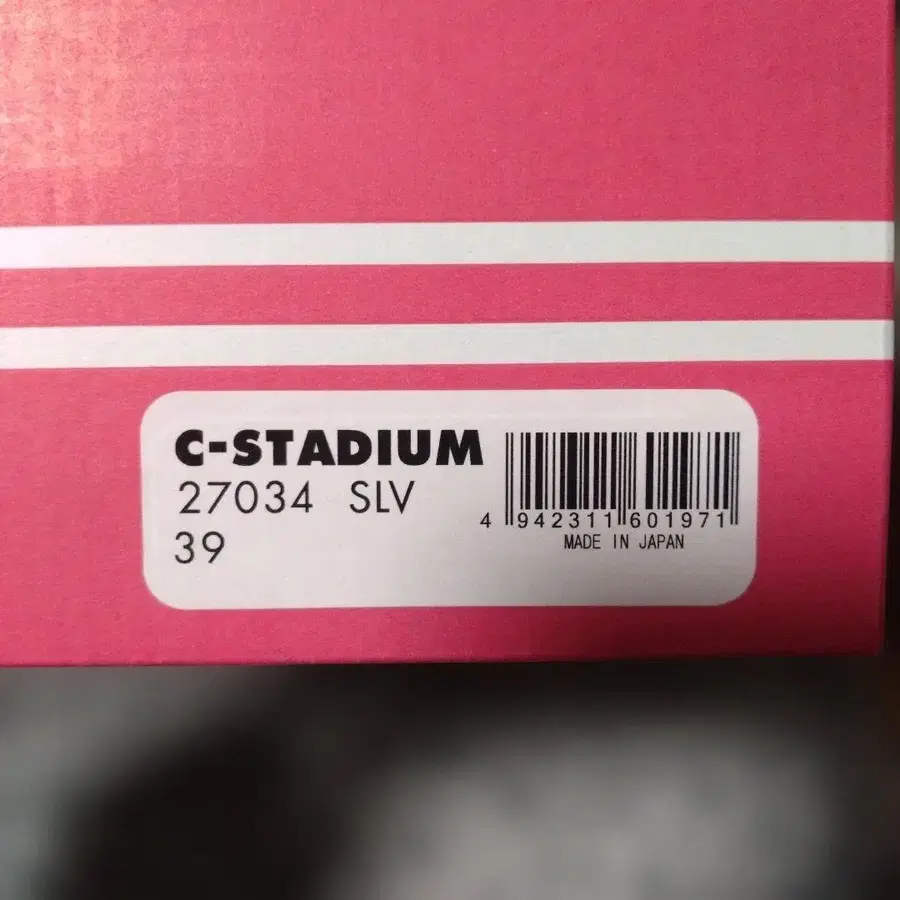 C-STADIUM
27034 SLV
39
4 942311 601971
MADE IN JAPAN